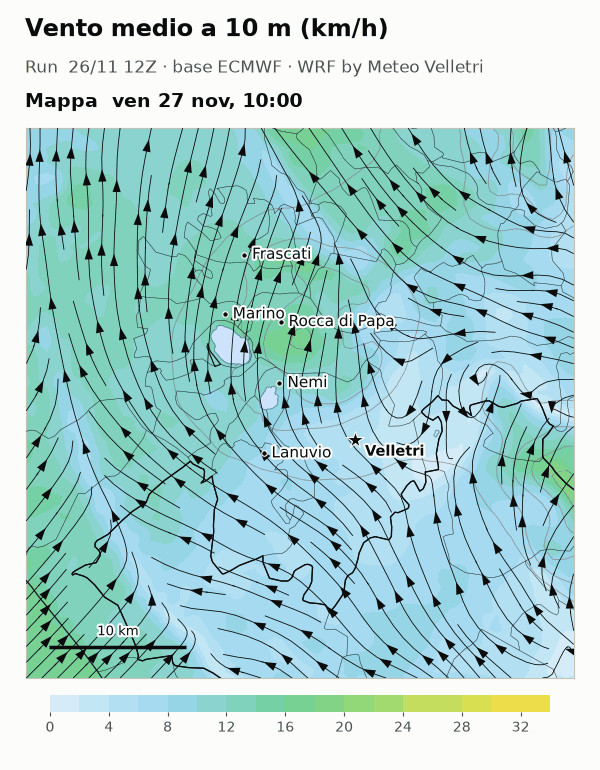 Vento medio a 10 m (km/h)
Run  26/11 12Z · base ECMWF · WRF by Meteo Velletri
Mappa  ven 27 nov, 10:00
Frascati
Marino
Rocca di Papa
Nemi
Velletri
Lanuvio
10 km
0 4 8 12 16 20 24 28 32